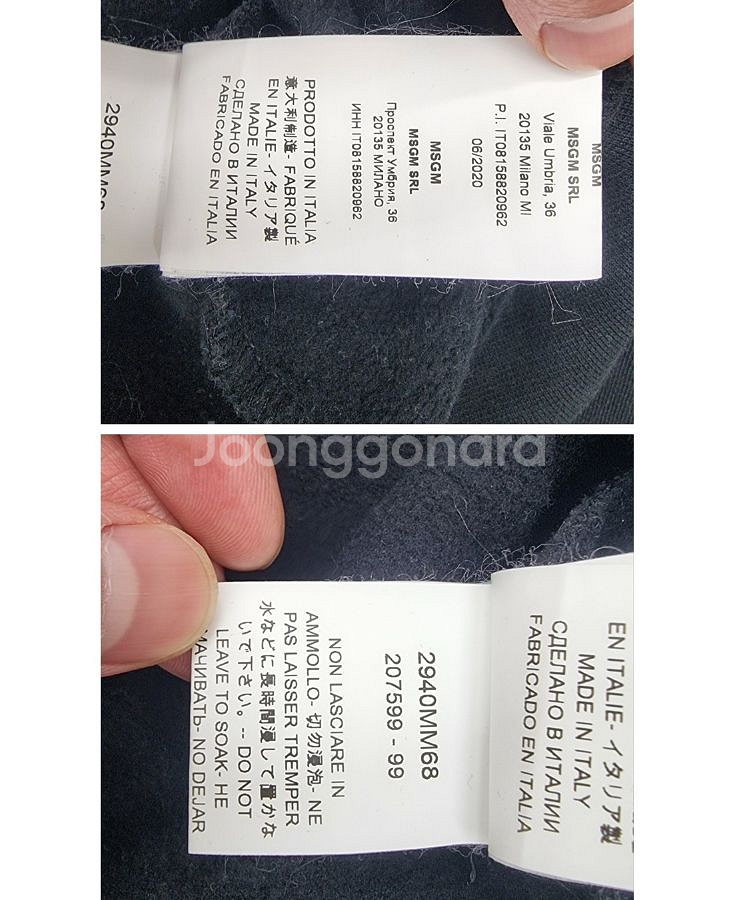 MSGM
MSGM SRL
Viale Umbria, 36
20135 Milano MI
P.I. IT08158820962
06/2020
MSGM
MSGM SRL
Проспект Умбрия, 36
20135 МИЛАНО
ИНН IT08158820962
PRODOTTO IN ITALIA
意大利制造- FABRIQUÉ
EN ITALIE- イタリア製
MADE IN ITALY
СДЕЛАНО В ИТАЛИИ
FABRICADO EN ITALIA
Joonggonara
EN ITALIE- イタリア製
MADE IN ITALY
СДЕЛАНО В ИТАЛИИ
FABRICADO EN ITALIA
2940MM68
207599 - 99
NON LASCIARE IN
AMMOLLO- 切勿浸泡- NE
PAS LAISSER TREMPER
水などに長時間浸して置かな
いで下さい。-- DO NOT
LEAVE TO SOAK- НЕ
МАЧИВАТЬ- NO DEJAR